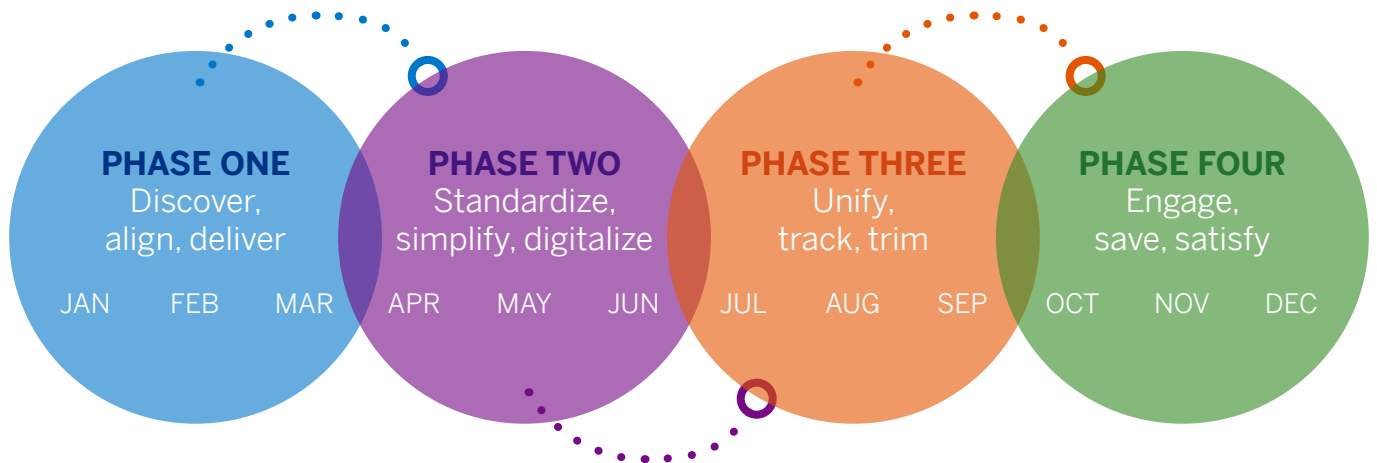 PHASE ONE
Discover,
align, deliver
JAN FEB MAR
PHASE TWO
Standardize,
simplify, digitalize
APR MAY JUN
PHASE THREE
Unify,
track, trim
JUL AUG SEP
PHASE FOUR
Engage,
save, satisfy
OCT NOV DEC